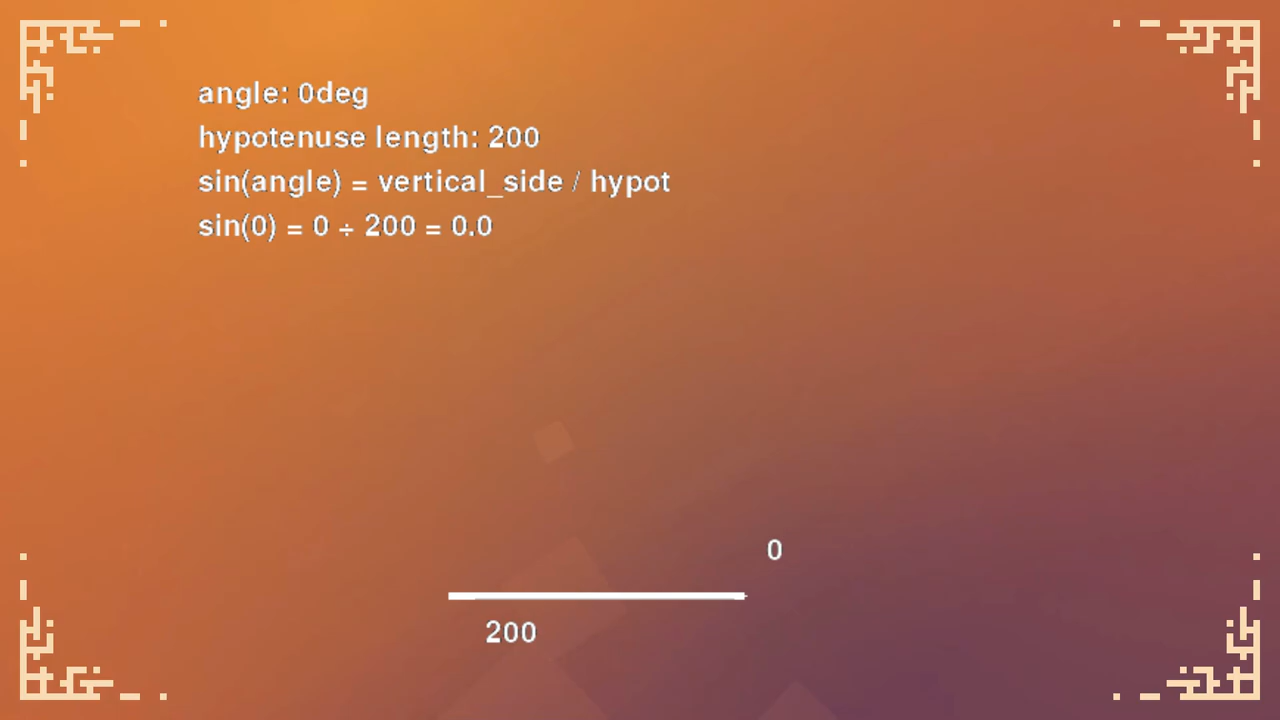 angle: 0deg
hypotenuse length: 200
sin(angle) = vertical_side / hypot
sin(0) = 0 ÷ 200 = 0.0
0
200